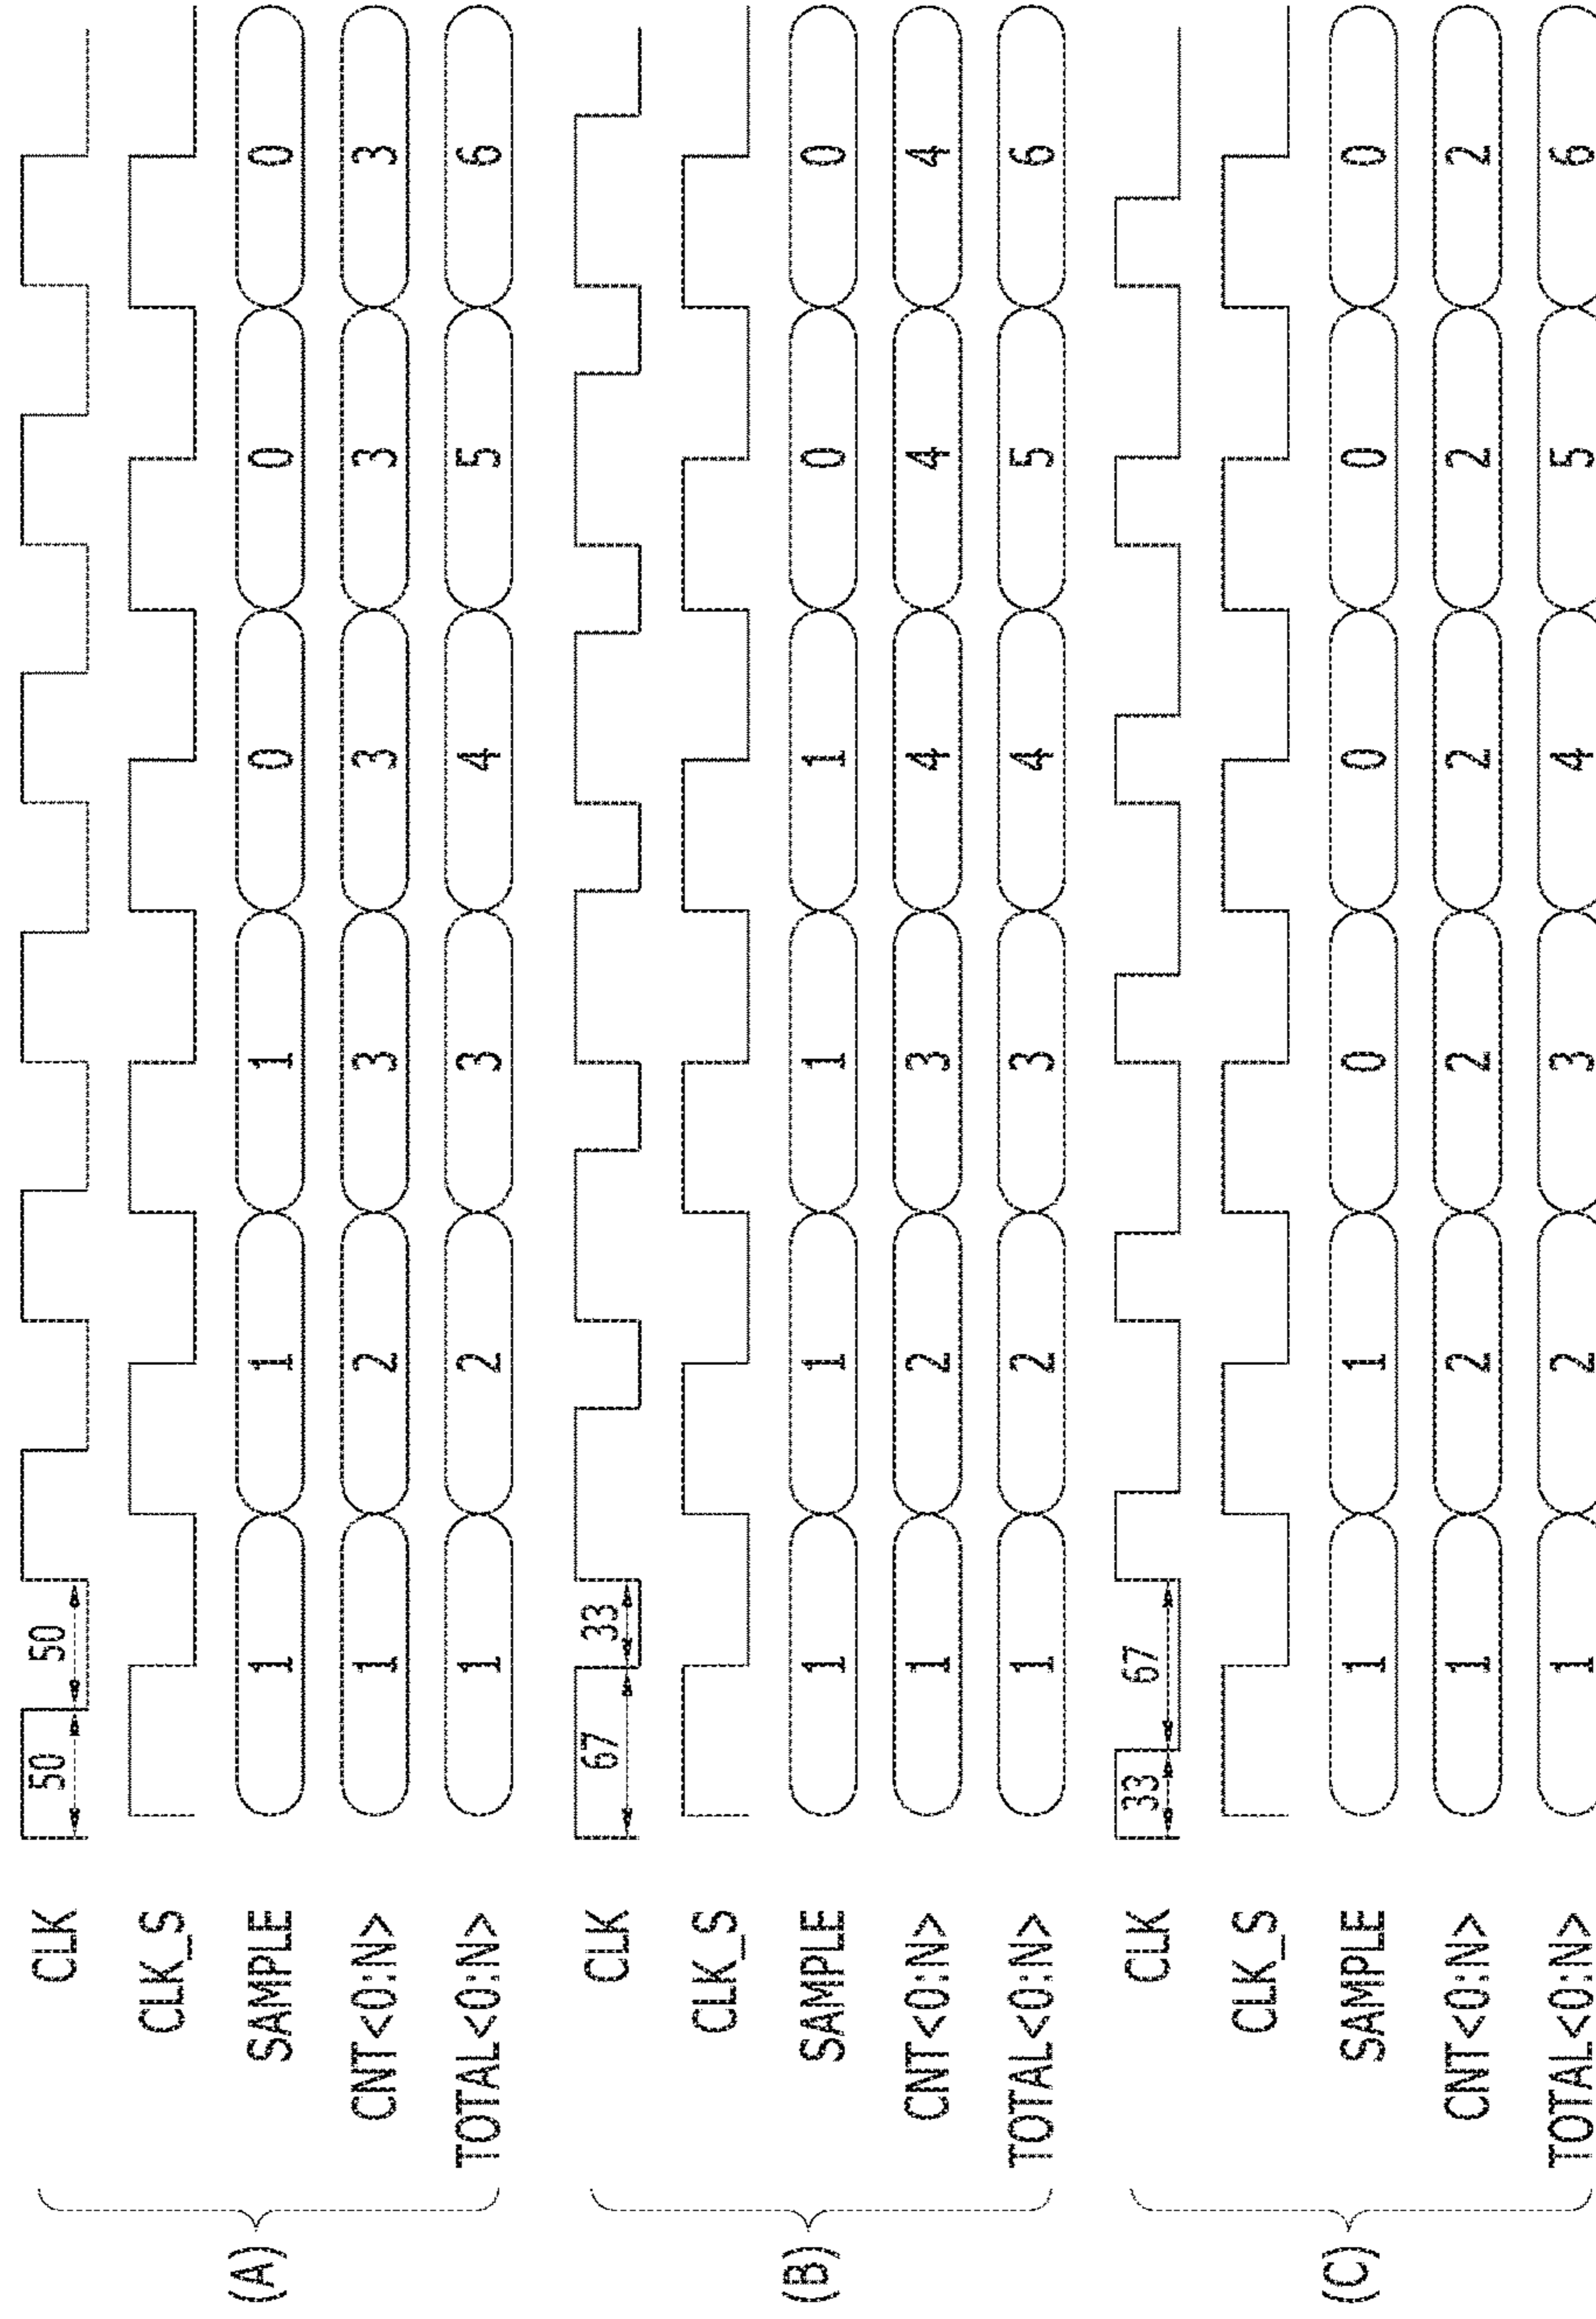 (A)
CLK 50 50
CLK_S
SAMPLE 1 1 1 0 0 0
CNT<0:N> 1 2 3 3 3 3
TOTAL<0:N> 1 2 3 4 5 6
(B)
CLK 67 33
CLK_S
SAMPLE 1 1 1 1 0 0
CNT<0:N> 1 2 3 4 4 4
TOTAL<0:N> 1 2 3 4 5 6
(C)
CLK 33 67
CLK_S
SAMPLE 1 1 0 0 0 0
CNT<0:N> 1 2 2 2 2 2
TOTAL<0:N> 1 2 3 4 5 6